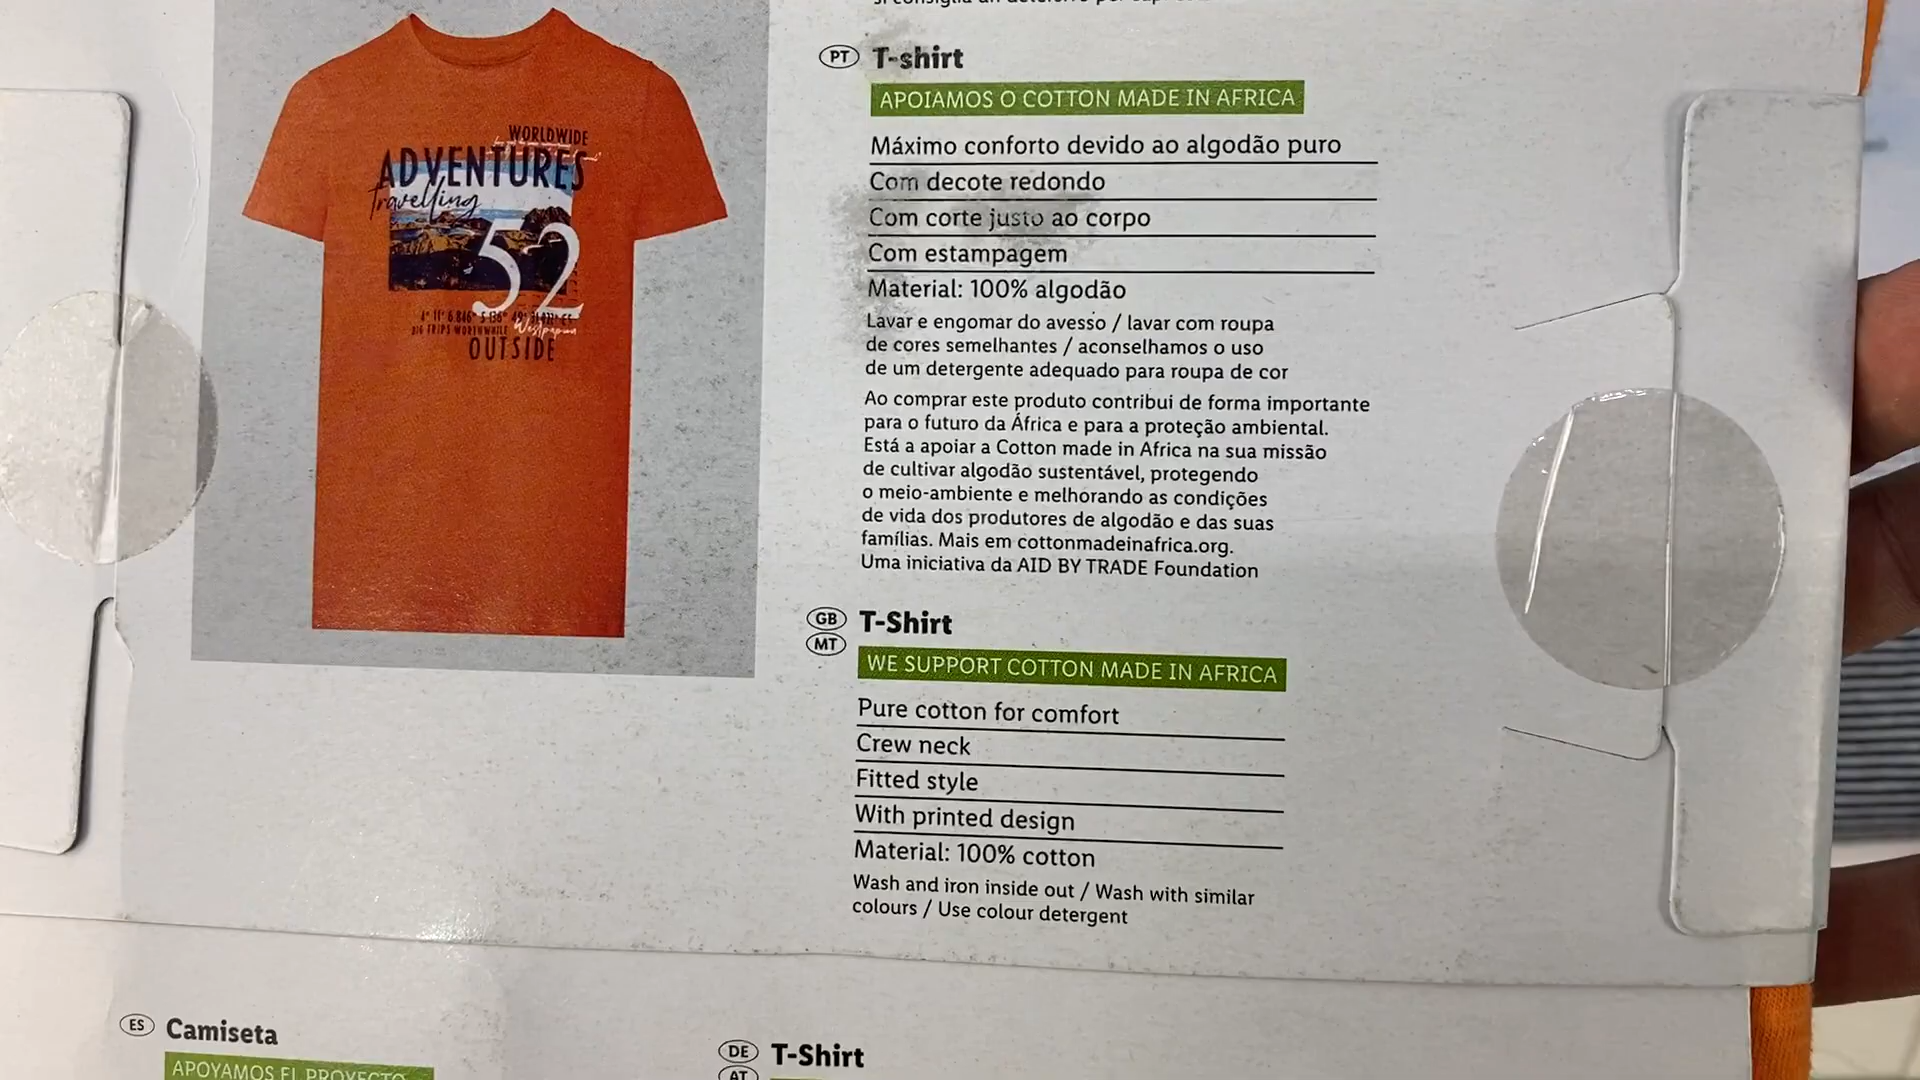 WORLDWIDE
ADVENTURES
Travelling
52
OUTSIDE
PT T-shirt
APOIAMOS O COTTON MADE IN AFRICA
Máximo conforto devido ao algodão puro
Com decote redondo
Com corte justo ao corpo
Com estampagem
Material: 100% algodão
Lavar e engomar do avesso / lavar com roupa
de cores semelhantes / aconselhamos o uso
de um detergente adequado para roupa de cor
Ao comprar este produto contribui de forma importante
para o futuro da África e para a proteção ambiental.
Está a apoiar a Cotton made in Africa na sua missão
de cultivar algodão sustentável, protegendo
o meio-ambiente e melhorando as condições
de vida dos produtores de algodão e das suas
famílias. Mais em cottonmadeinafrica.org.
Uma iniciativa da AID BY TRADE Foundation
GB MT T-Shirt
WE SUPPORT COTTON MADE IN AFRICA
Pure cotton for comfort
Crew neck
Fitted style
With printed design
Material: 100% cotton
Wash and iron inside out / Wash with similar
colours / Use colour detergent
ES Camiseta
APOYAMOS EL PROYECTO
DE AT T-Shirt